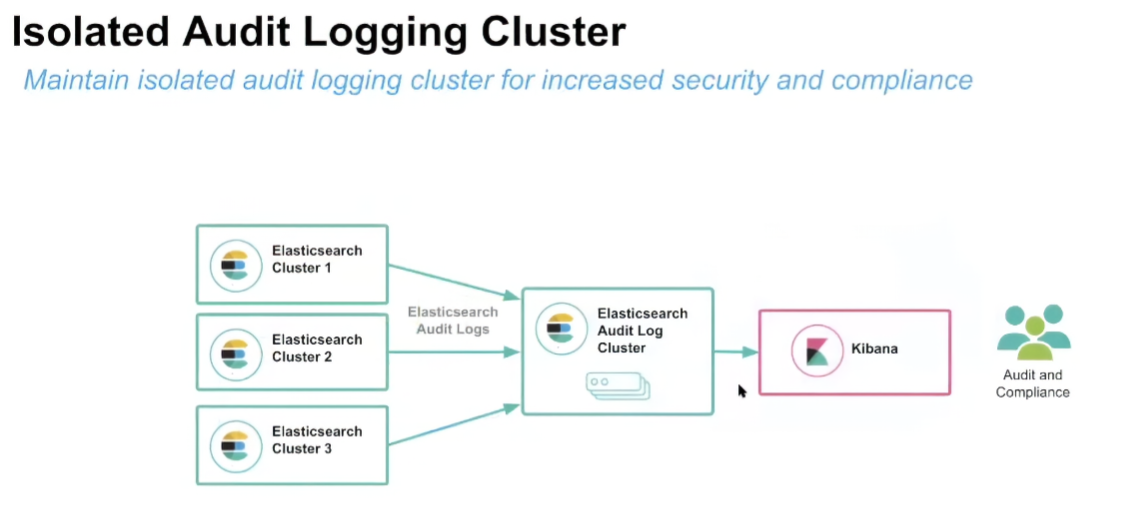 Isolated Audit Logging Cluster
Maintain isolated audit logging cluster for increased security and compliance
Elasticsearch
Cluster 1
Elasticsearch
Cluster 2
Elasticsearch
Cluster 3
Elasticsearch
Audit Logs
Elasticsearch
Audit Log
Cluster
Kibana
Audit and
Compliance